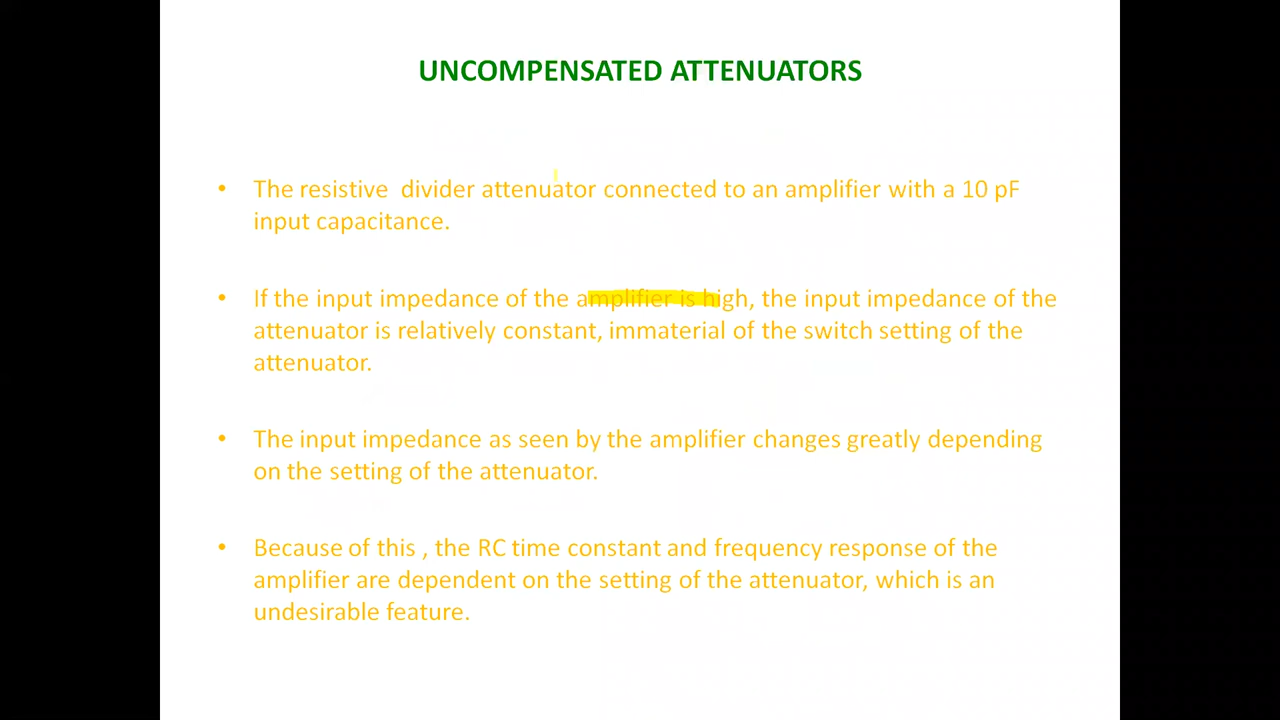 UNCOMPENSATED ATTENUATORS
• The resistive divider attenuator connected to an amplifier with a 10 pF
input capacitance.
• If the input impedance of the amplifier is high, the input impedance of the
attenuator is relatively constant, immaterial of the switch setting of the
attenuator.
• The input impedance as seen by the amplifier changes greatly depending
on the setting of the attenuator.
• Because of this , the RC time constant and frequency response of the
amplifier are dependent on the setting of the attenuator, which is an
undesirable feature.